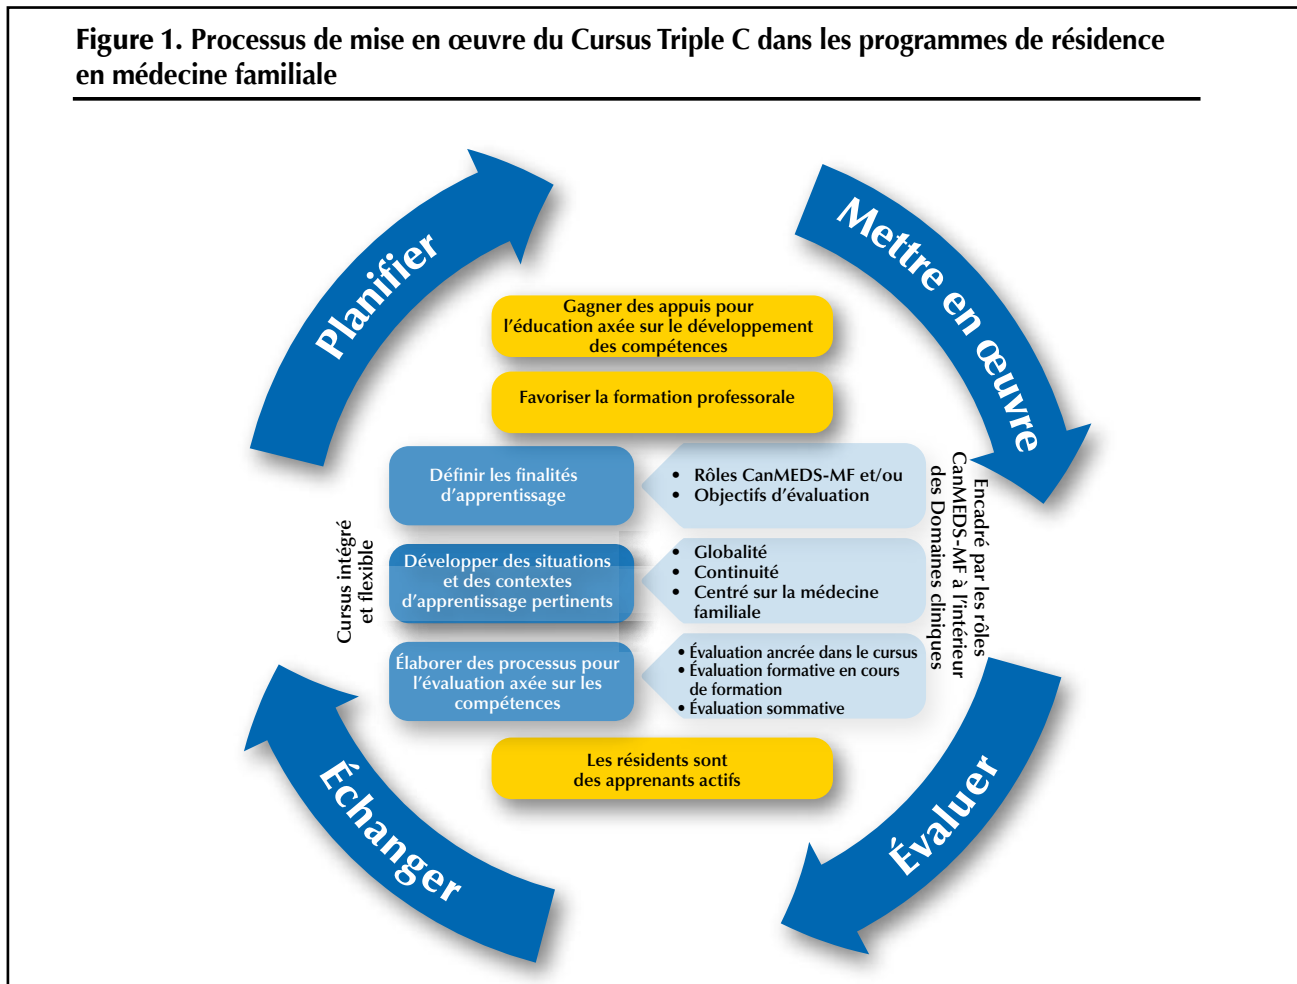 Figure 1. Processus de mise en œuvre du Cursus Triple C dans les programmes de résidence
en médecine familiale
Planifier
Mettre en œuvre
Gagner des appuis pour
l'éducation axée sur le développement
des compétences
Favoriser la formation professorale
Définir les finalités
d'apprentissage
• Rôles CanMEDS-MF et/ou
• Objectifs d'évaluation
Développer des situations
et des contextes
d'apprentissage pertinents
• Globalité
• Continuité
• Centré sur la médecine
familiale
Élaborer des processus pour
l'évaluation axée sur les
compétences
• Évaluation ancrée dans le cursus
• Évaluation formative en cours
de formation
• Évaluation sommative
Cursus intégré
et flexible
Encadré par les rôles
CanMEDS-MF à l'intérieur
des Domaines cliniques
Les résidents sont
des apprenants actifs
Échanger
Évaluer